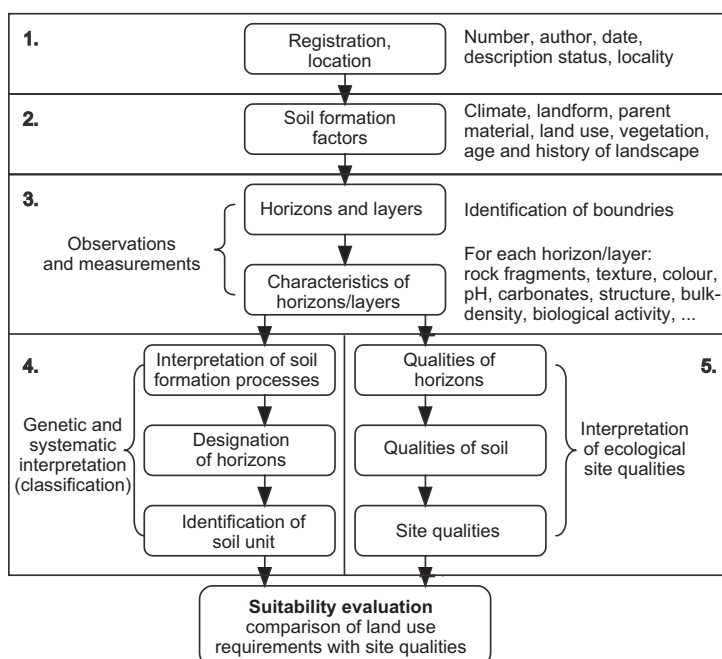 1.
Registration,
location
Number, author, date,
description status, locality
2.
Soil formation
factors
Climate, landform, parent
material, land use, vegetation,
age and history of landscape
3.
Observations
and measurements
Horizons and layers
Identification of boundries
Characteristics of
horizons/layers
For each horizon/layer:
rock fragments, texture, colour,
pH, carbonates, structure, bulk-
density, biological activity, ...
4.
Genetic and
systematic
interpretation
(classification)
Interpretation of soil
formation processes
Designation
of horizons
Identification of
soil unit
5.
Qualities of
horizons
Qualities of soil
Site qualities
Interpretation
of ecological
site qualities
Suitability evaluation
comparison of land use
requirements with site qualities